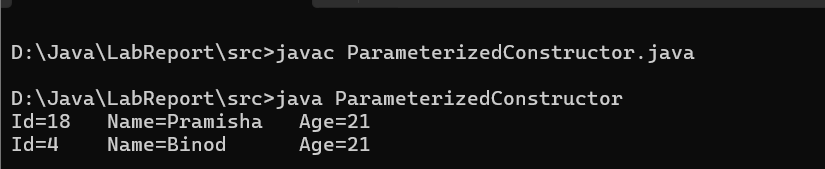 D:\Java\LabReport\src>javac ParameterizedConstructor.java
D:\Java\LabReport\src>java ParameterizedConstructor
Id=18   Name=Pramisha   Age=21
Id=4    Name=Binod      Age=21